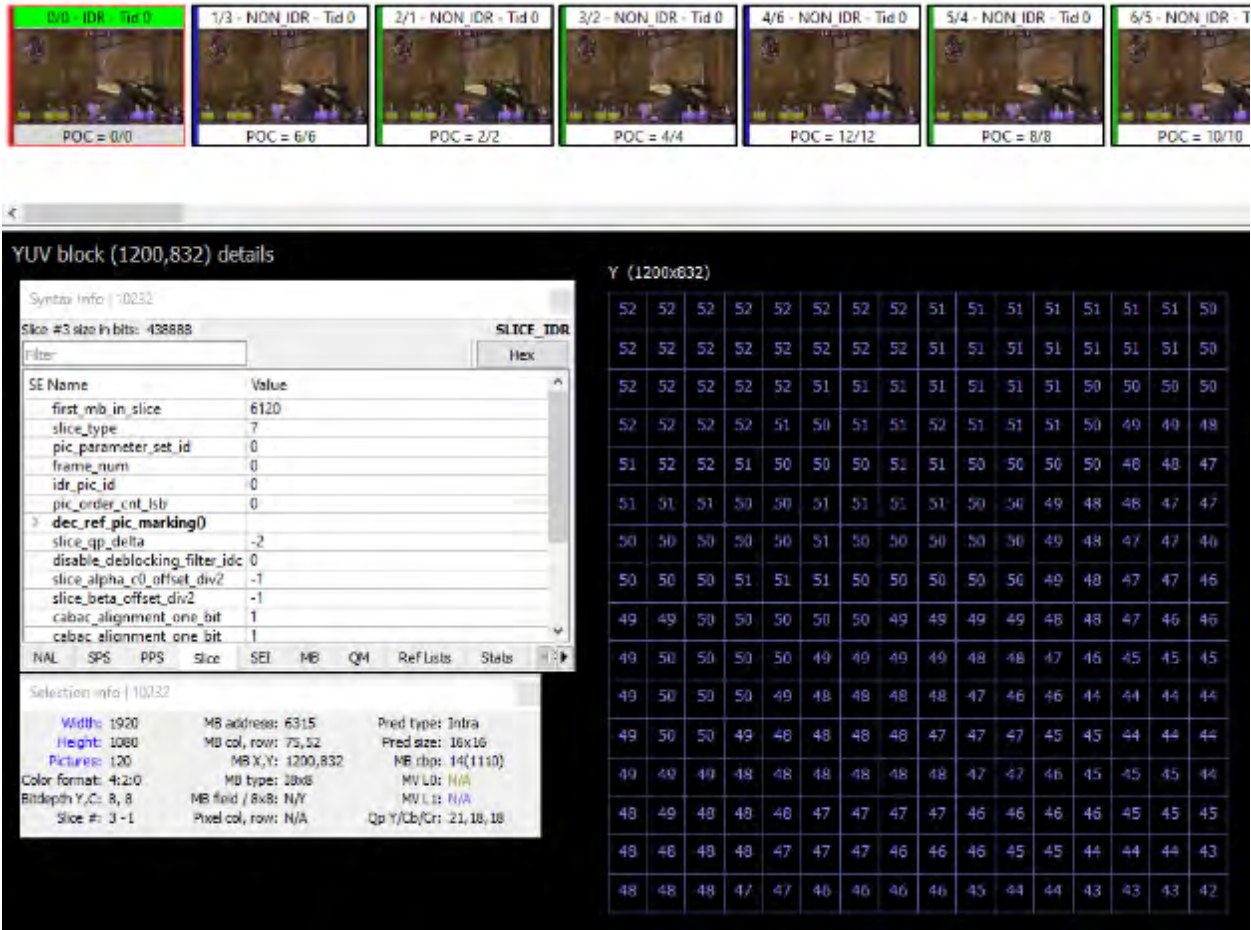 0/0 - IDR - Tid 0
1/3 - NON_IDR - Tid 0
2/1 - NON_IDR - Tid 0
3/2 - NON_IDR - Tid 0
4/6 - NON_IDR - Tid 0
5/4 - NON_IDR - Tid 0
6/5 - NON_IDR - T
POC = 0/0
POC = 6/6
POC = 2/2
POC = 4/4
POC = 12/12
POC = 8/8
POC = 10/10
YUV block (1200,832) details
Syntax Info | 10232
Slice #3 size in bits: 438888 SLICE_IDR
Filter Hex
SE Name Value
first_mb_in_slice 6120
slice_type 7
pic_parameter_set_id 0
frame_num 0
idr_pic_id 0
pic_order_cnt_lsb 0
> dec_ref_pic_marking()
slice_qp_delta -2
disable_deblocking_filter_idc 0
slice_alpha_c0_offset_div2 -1
slice_beta_offset_div2 -1
cabac_alignment_one_bit 1
cabac_alignment_one_bit 1
NAL SPS PPS Slice SEI MB QM Ref Lists Stats
Selection info | 10232
Width: 1920 MB address: 6315 Pred type: Intra
Height: 1080 MB col, row: 75,52 Pred size: 16x16
Pictures: 120 MB X,Y: 1200,832 MB cbp: 14(1110)
Color format: 4:2:0 MB type: I8x8 MV L0: N/A
Bitdepth Y,C: 8, 8 MB field / 8x8: N/Y MV L1: N/A
Slice #: 3 -1 Pixel col, row: N/A Qp Y/Cb/Cr: 21,18,18
Y (1200x832)
52 52 52 52 52 52 52 52 51 51 51 51 51 51 51 50
52 52 52 52 52 52 52 52 51 51 51 51 51 51 51 50
52 52 52 52 52 51 51 51 51 51 51 51 50 50 50 50
52 52 52 52 51 50 51 51 52 51 51 51 50 49 49 48
51 52 52 51 50 50 50 51 51 50 50 50 50 48 48 47
51 51 51 50 50 51 51 51 51 50 50 49 48 48 47 47
50 50 50 50 50 51 50 50 50 50 50 49 48 47 47 46
50 50 50 51 51 51 50 50 50 50 50 49 48 47 47 46
49 49 50 50 50 50 50 49 49 49 49 48 48 47 46 46
49 50 50 50 50 49 49 49 49 48 48 47 46 45 45 45
49 50 50 50 49 48 48 48 48 47 47 46 46 44 44 44
49 50 50 49 48 48 48 48 47 47 47 45 45 44 44 44
49 49 49 48 48 48 48 48 48 47 47 46 45 45 45 44
48 49 48 48 48 48 47 47 47 47 46 46 46 45 45 45
48 48 48 48 47 47 47 46 46 46 45 45 44 44 44 43
48 48 48 47 47 46 46 46 46 45 44 44 43 43 43 42